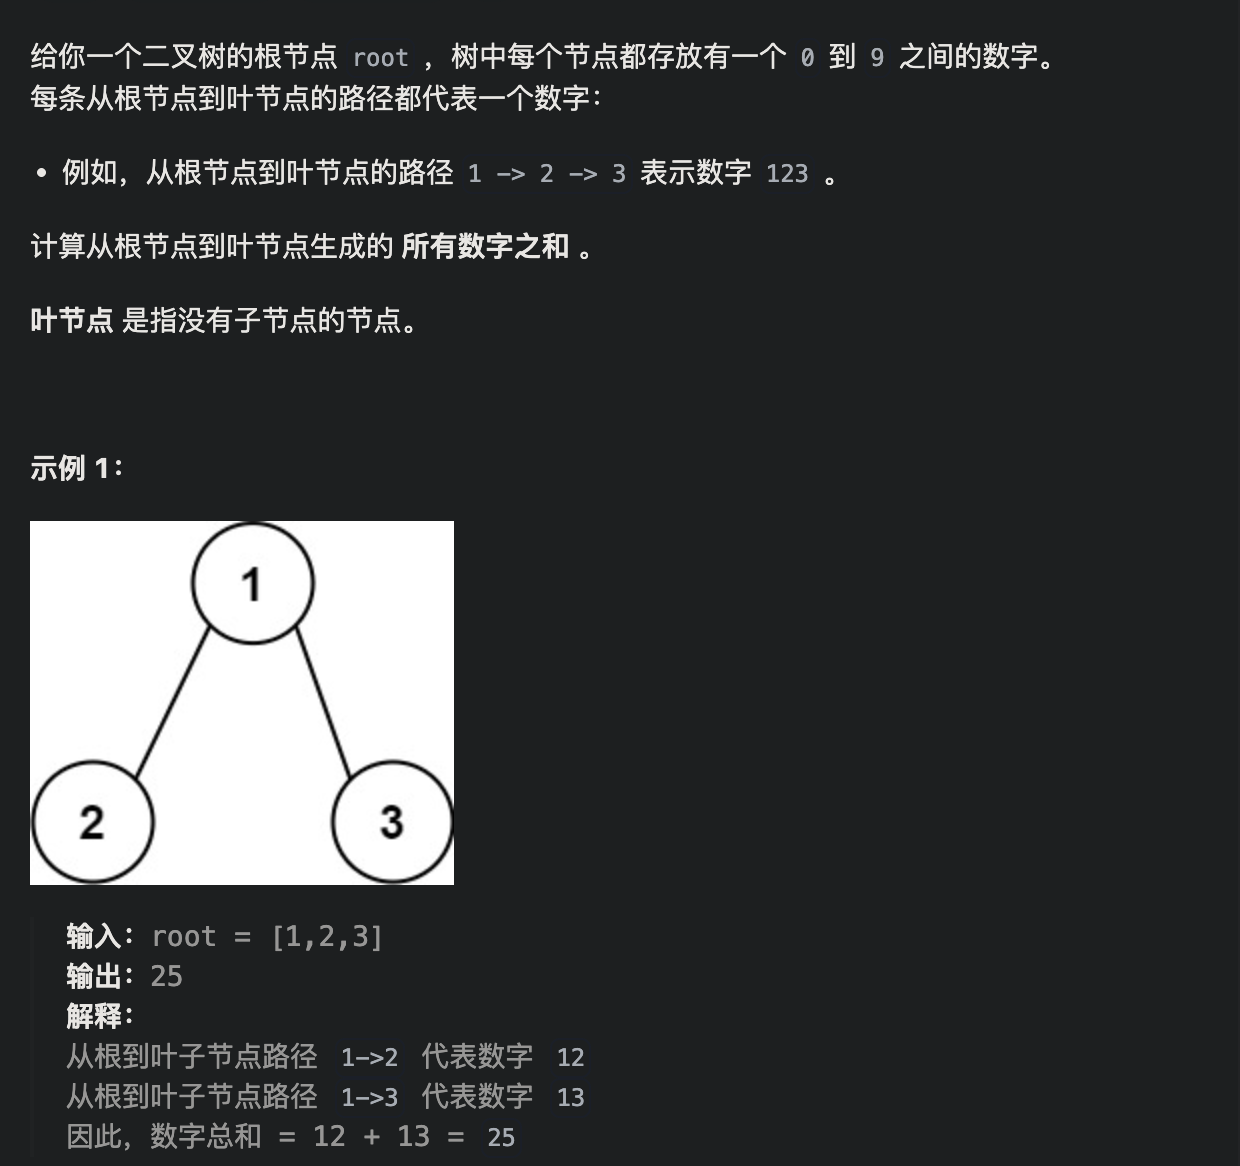 给你一个二叉树的根节点 root ，树中每个节点都存放有一个 0 到 9 之间的数字。
每条从根节点到叶节点的路径都代表一个数字：
• 例如，从根节点到叶节点的路径 1 -> 2 -> 3 表示数字 123 。
计算从根节点到叶节点生成的 所有数字之和 。
叶节点 是指没有子节点的节点。
示例 1：
1
2 3
输入：root = [1,2,3]
输出：25
解释：
从根到叶子节点路径 1->2 代表数字 12
从根到叶子节点路径 1->3 代表数字 13
因此，数字总和 = 12 + 13 = 25